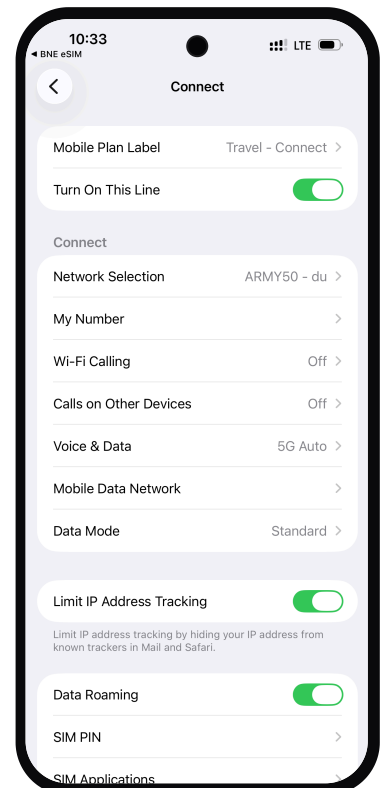 10:33
LTE
◀ BNE eSIM
Connect
Mobile Plan Label Travel - Connect
Turn On This Line
Connect
Network Selection ARMY50 - du
My Number
Wi-Fi Calling Off
Calls on Other Devices Off
Voice & Data 5G Auto
Mobile Data Network
Data Mode Standard
Limit IP Address Tracking
Limit IP address tracking by hiding your IP address from
known trackers in Mail and Safari.
Data Roaming
SIM PIN
SIM Applications